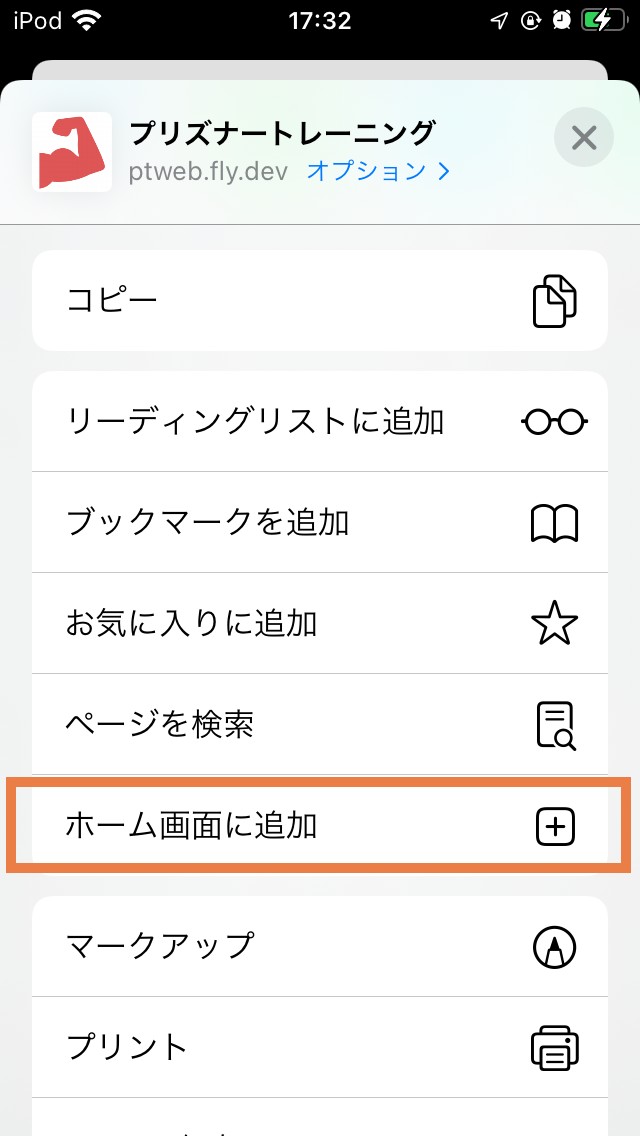 iPod 17:32
プリズナートレーニング
ptweb.fly.dev オプション
コピー
リーディングリストに追加
ブックマークを追加
お気に入りに追加
ページを検索
ホーム画面に追加
マークアップ
プリント